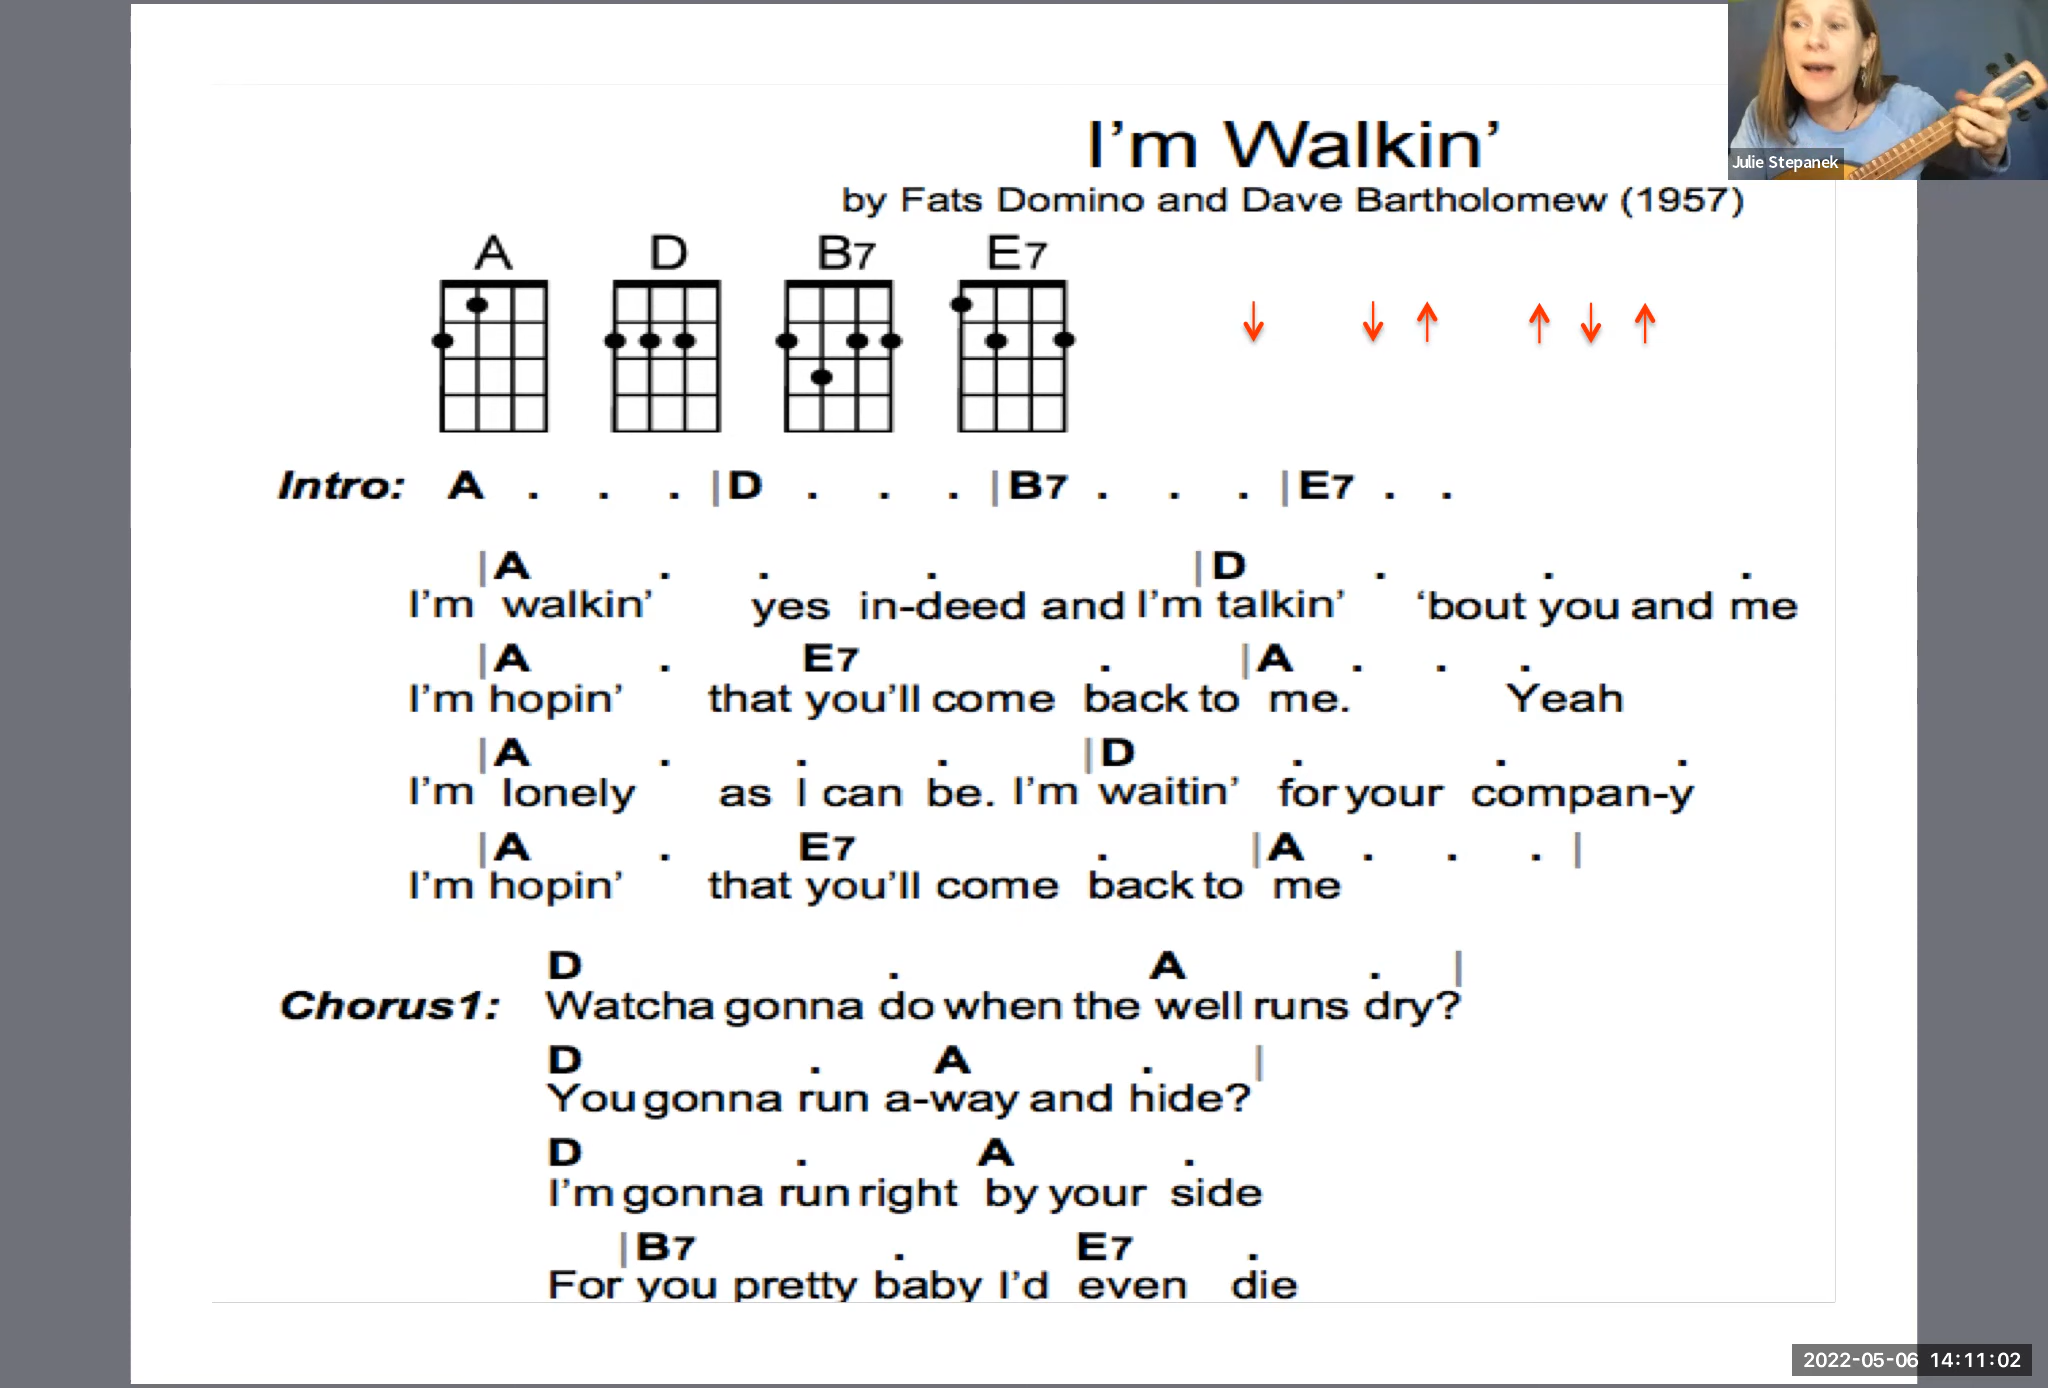 I'm Walkin'
by Fats Domino and Dave Bartholomew (1957)
Julie Stepanek
A D B7 E7
Intro: A . . . |D . . . |B7 . . . |E7 . .
|A . . . |D . . .
I'm walkin' yes in-deed and I'm talkin' ‘bout you and me
|A . E7 . |A . . .
I'm hopin' that you'll come back to me. Yeah
|A . . . |D . . .
I'm lonely as I can be. I'm waitin' for your compan-y
|A . E7 . |A . . . |
I'm hopin' that you'll come back to me
D . A . |
Chorus1: Watcha gonna do when the well runs dry?
D . A . |
You gonna run a-way and hide?
D . A .
I'm gonna run right by your side
|B7 . E7 .
For you pretty baby I'd even die
2022-05-06 14:11:02